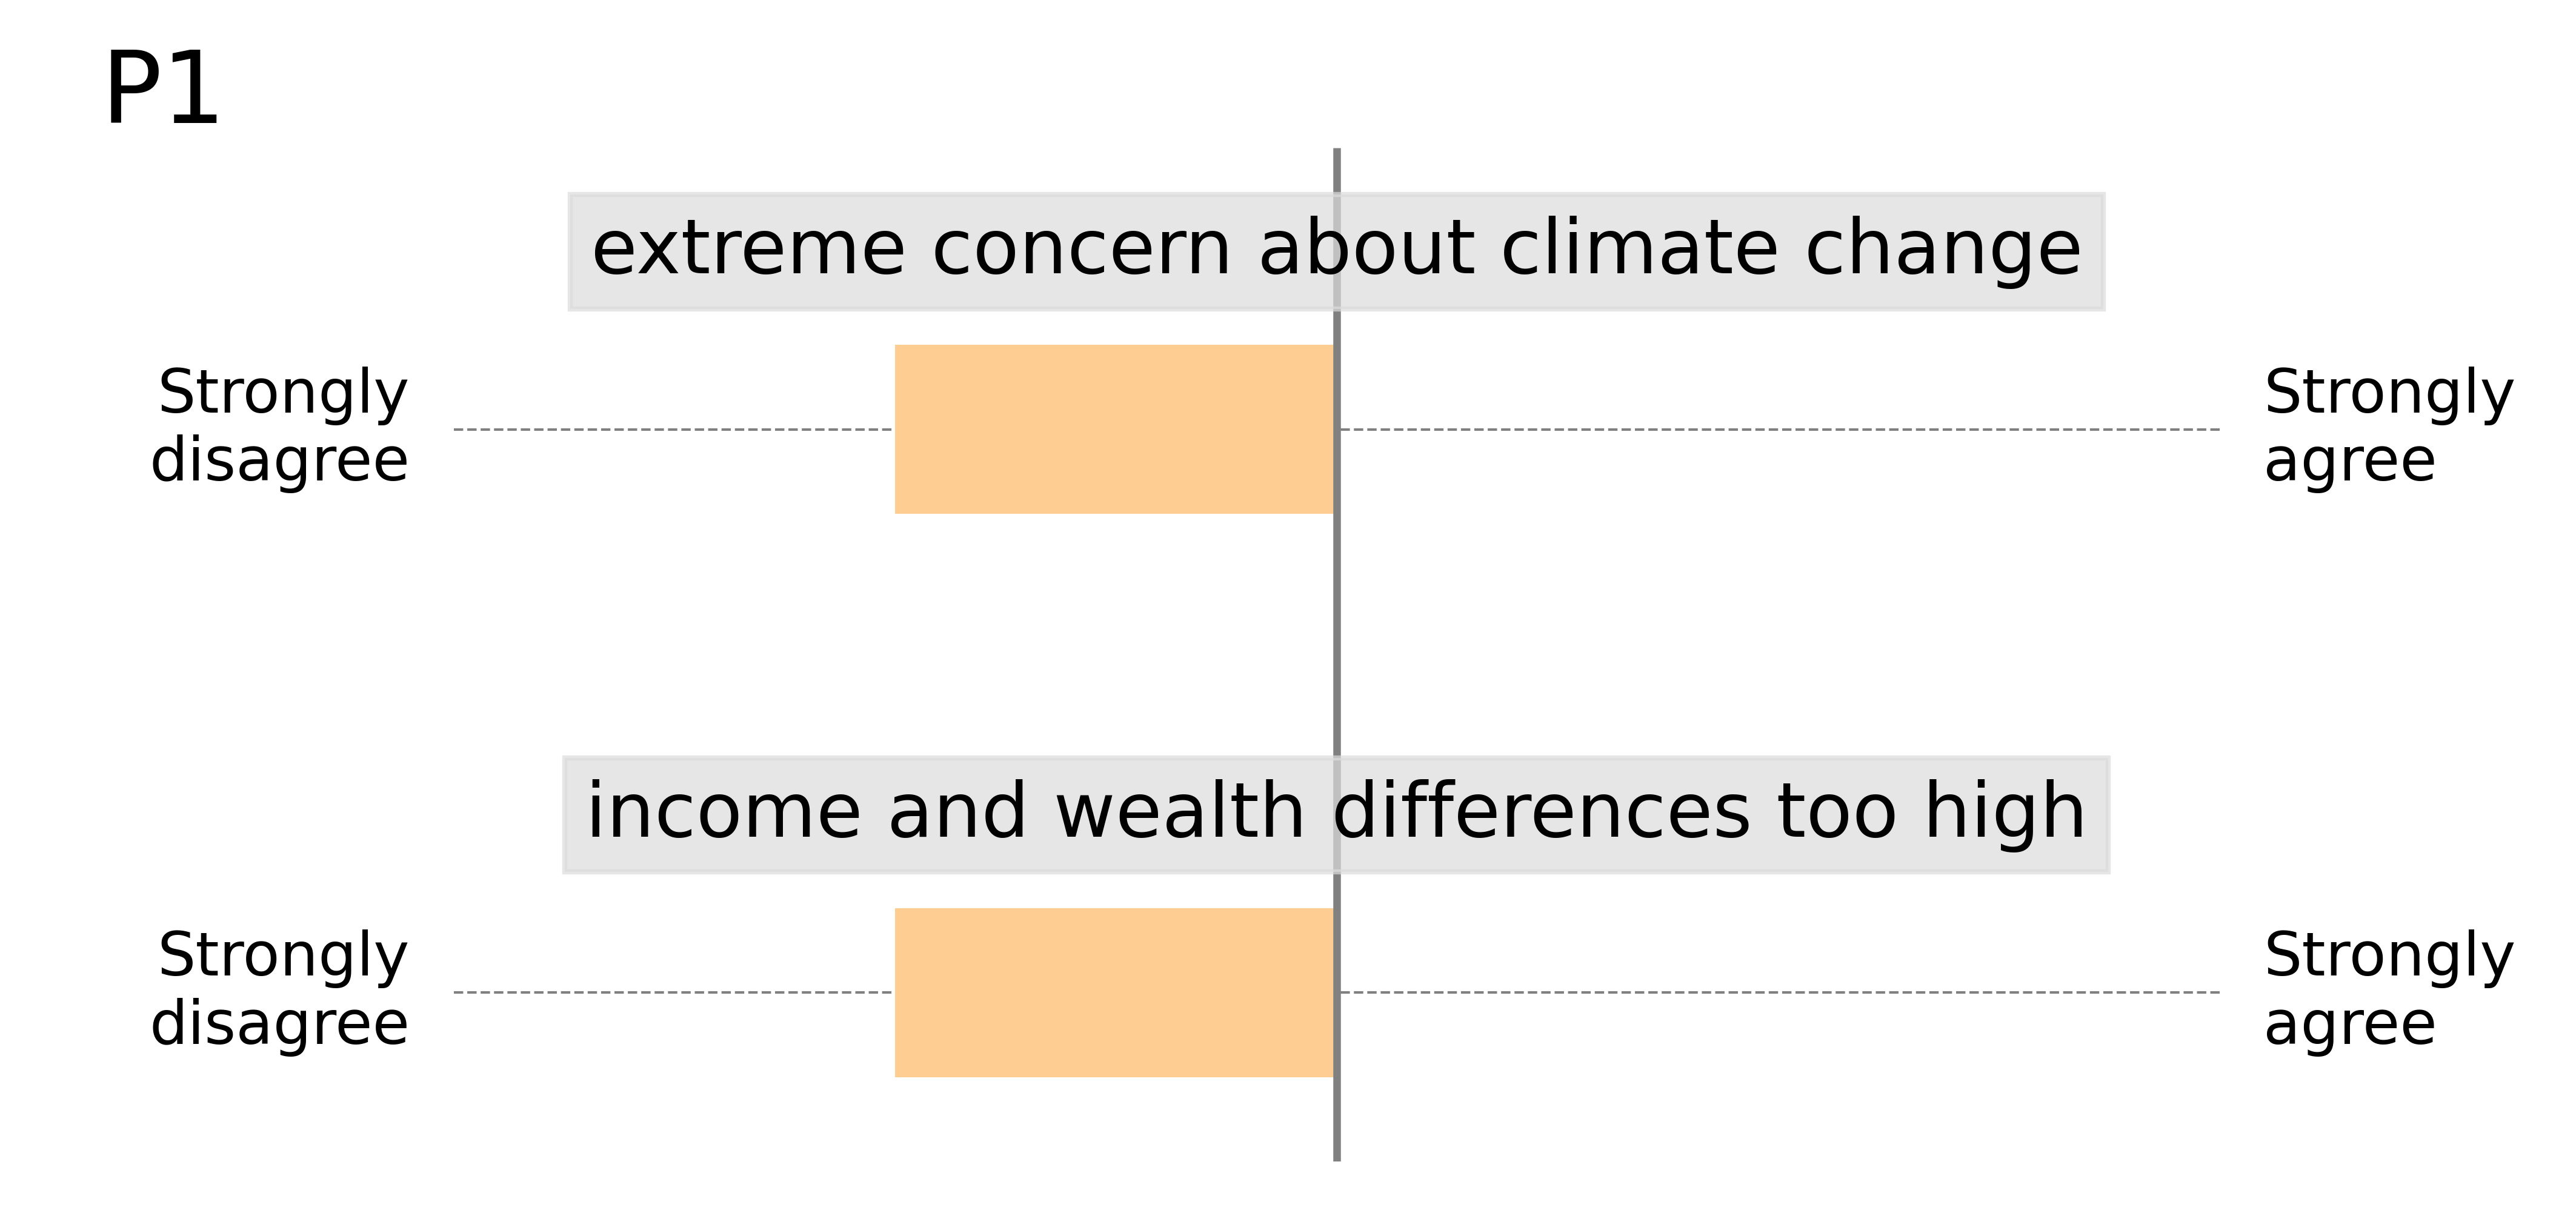 P1
extreme concern about climate change
Strongly
disagree
Strongly
agree
income and wealth differences too high
Strongly
disagree
Strongly
agree